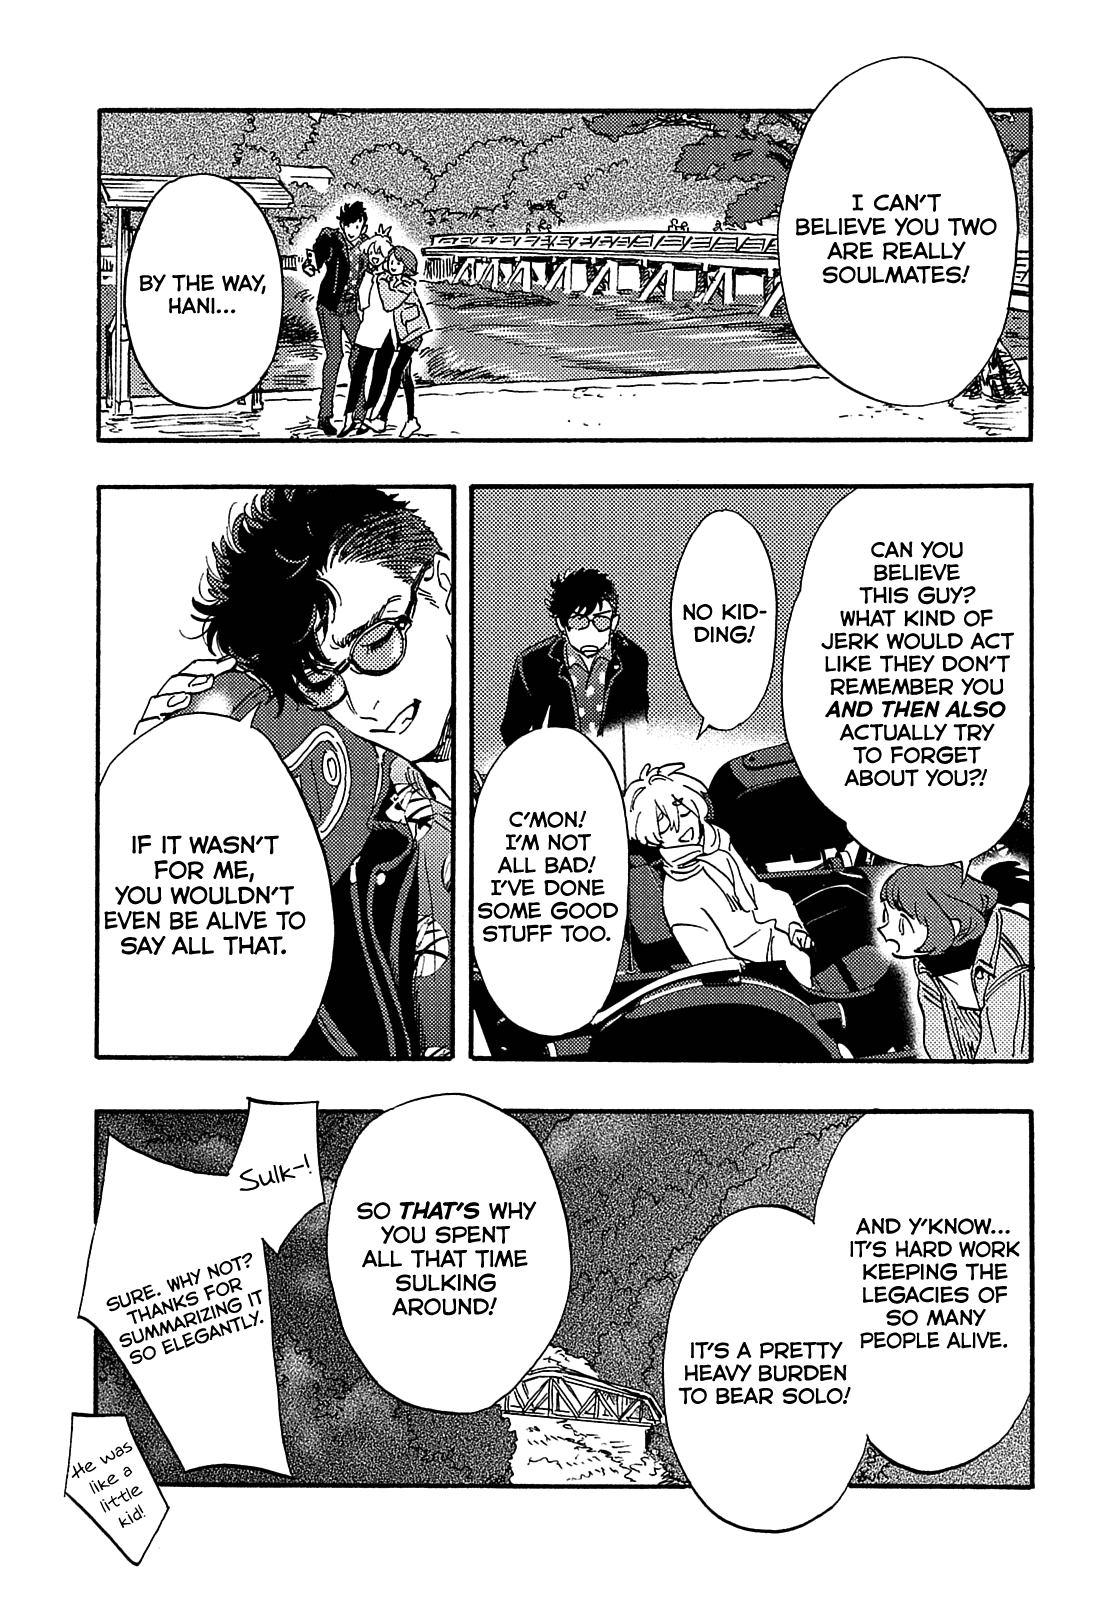 I CAN'T
BELIEVE YOU TWO
ARE REALLY
SOULMATES!
BY THE WAY,
HANI...
CAN YOU
BELIEVE
THIS GUY?
WHAT KIND OF
JERK WOULD ACT
LIKE THEY DON'T
REMEMBER YOU
AND THEN ALSO
ACTUALLY TRY
TO FORGET
ABOUT YOU?!
NO KID-
DING!
C'MON!
I'M NOT
ALL BAD!
I'VE DONE
SOME GOOD
STUFF TOO.
IF IT WASN'T
FOR ME,
YOU WOULDN'T
EVEN BE ALIVE TO
SAY ALL THAT.
AND Y'KNOW...
IT'S HARD WORK
KEEPING THE
LEGACIES OF
SO MANY
PEOPLE ALIVE.
IT'S A PRETTY
HEAVY BURDEN
TO BEAR SOLO!
SO THAT'S WHY
YOU SPENT
ALL THAT TIME
SULKING
AROUND!
Sulk-!
SURE. WHY NOT?
THANKS FOR
SUMMARIZING IT
SO ELEGANTLY.
He was
like a
little
kid!